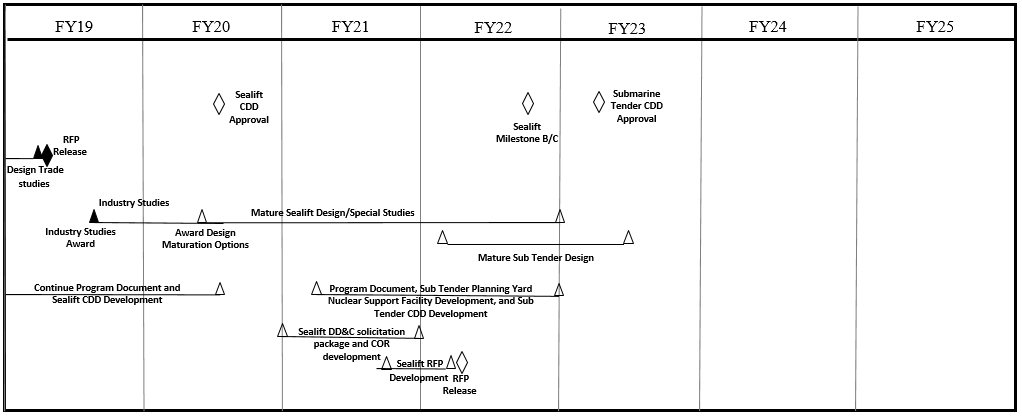 FY19 FY20 FY21 FY22 FY23 FY24 FY25
Sealift
CDD
Approval
Sealift
Milestone B/C
Submarine
Tender CDD
Approval
RFP
Release
Design Trade
studies
Industry Studies
Industry Studies
Award
Award Design
Maturation Options
Mature Sealift Design/Special Studies
Mature Sub Tender Design
Continue Program Document and
Sealift CDD Development
Program Document, Sub Tender Planning Yard
Nuclear Support Facility Development, and Sub
Tender CDD Development
Sealift DD&C solicitation
package and COR
development
Sealift RFP
Development
RFP
Release